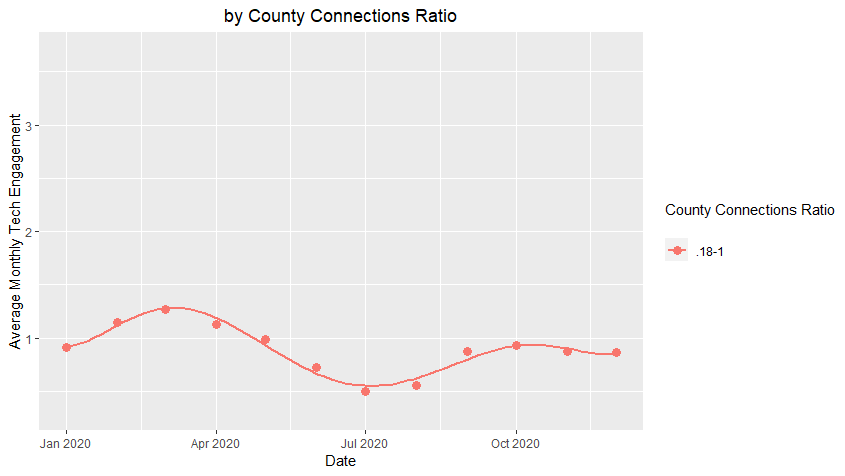 by County Connections Ratio
Average Monthly Tech Engagement
3
2
1
Jan 2020
Apr 2020
Jul 2020
Oct 2020
Date
County Connections Ratio
.18-1